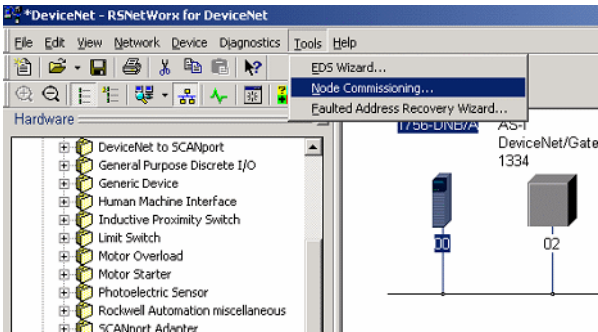 *DeviceNet - RSNetWorx for DeviceNet
File Edit View Network Device Diagnostics Tools Help
EDS Wizard...
Node Commissioning...
Faulted Address Recovery Wizard...
Hardware
DeviceNet to SCANport
General Purpose Discrete I/O
Generic Device
Human Machine Interface
Inductive Proximity Switch
Limit Switch
Motor Overload
Motor Starter
Photoelectric Sensor
Rockwell Automation miscellaneous
SCANport Adapter
1756-DNB/A
AS-I
DeviceNet/Gate
1334
00
02